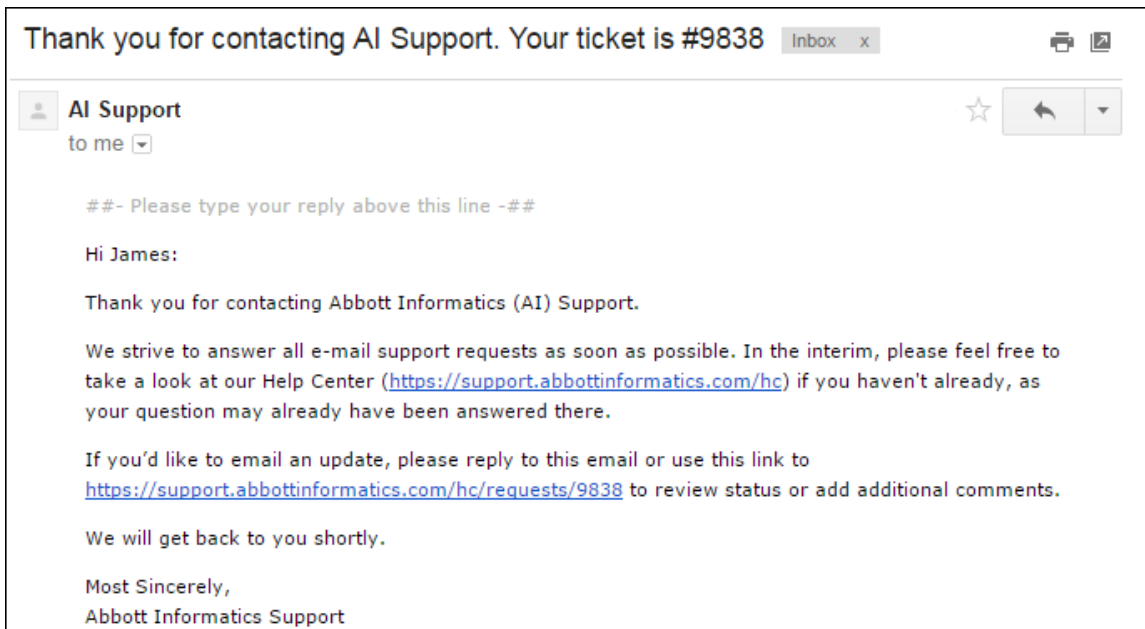 Thank you for contacting AI Support. Your ticket is #9838 Inbox x
AI Support
to me
##- Please type your reply above this line -##
Hi James:
Thank you for contacting Abbott Informatics (AI) Support.
We strive to answer all e-mail support requests as soon as possible. In the interim, please feel free to
take a look at our Help Center (https://support.abbottinformatics.com/hc) if you haven't already, as
your question may already have been answered there.
If you’d like to email an update, please reply to this email or use this link to
https://support.abbottinformatics.com/hc/requests/9838 to review status or add additional comments.
We will get back to you shortly.
Most Sincerely,
Abbott Informatics Support